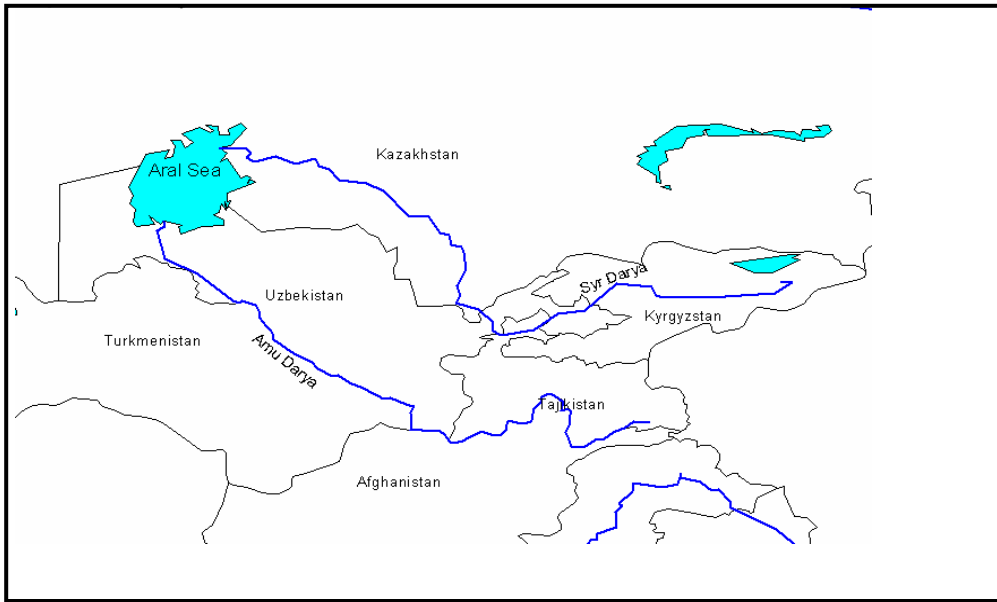 Kazakhstan
Aral Sea
Syr Darya
Uzbekistan
Kyrgyzstan
Turkmenistan
Amu Darya
Tajikistan
Afghanistan